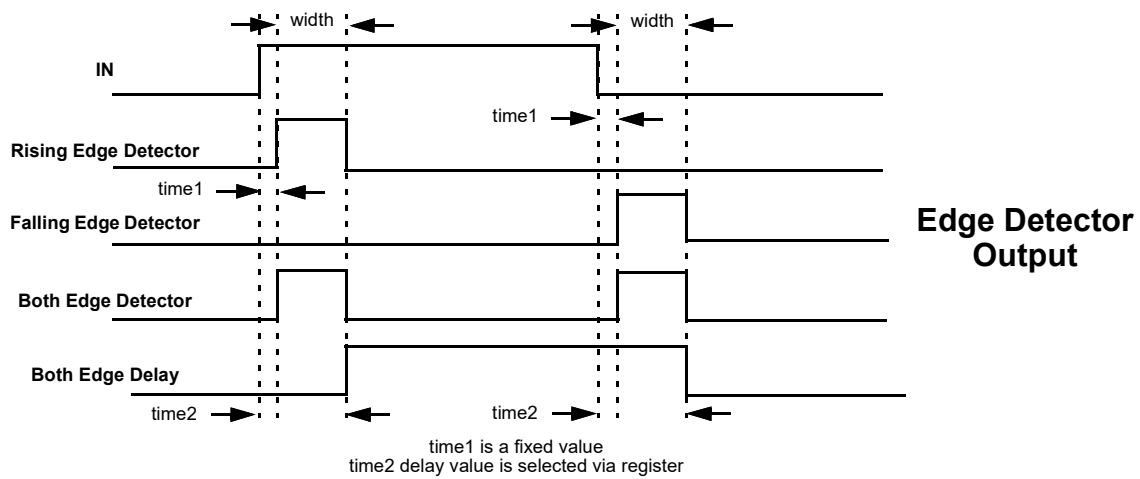 width
width
IN
time1
Rising Edge Detector
time1
Falling Edge Detector
Edge Detector
Output
Both Edge Detector
Both Edge Delay
time2
time2
time1 is a fixed value
time2 delay value is selected via register